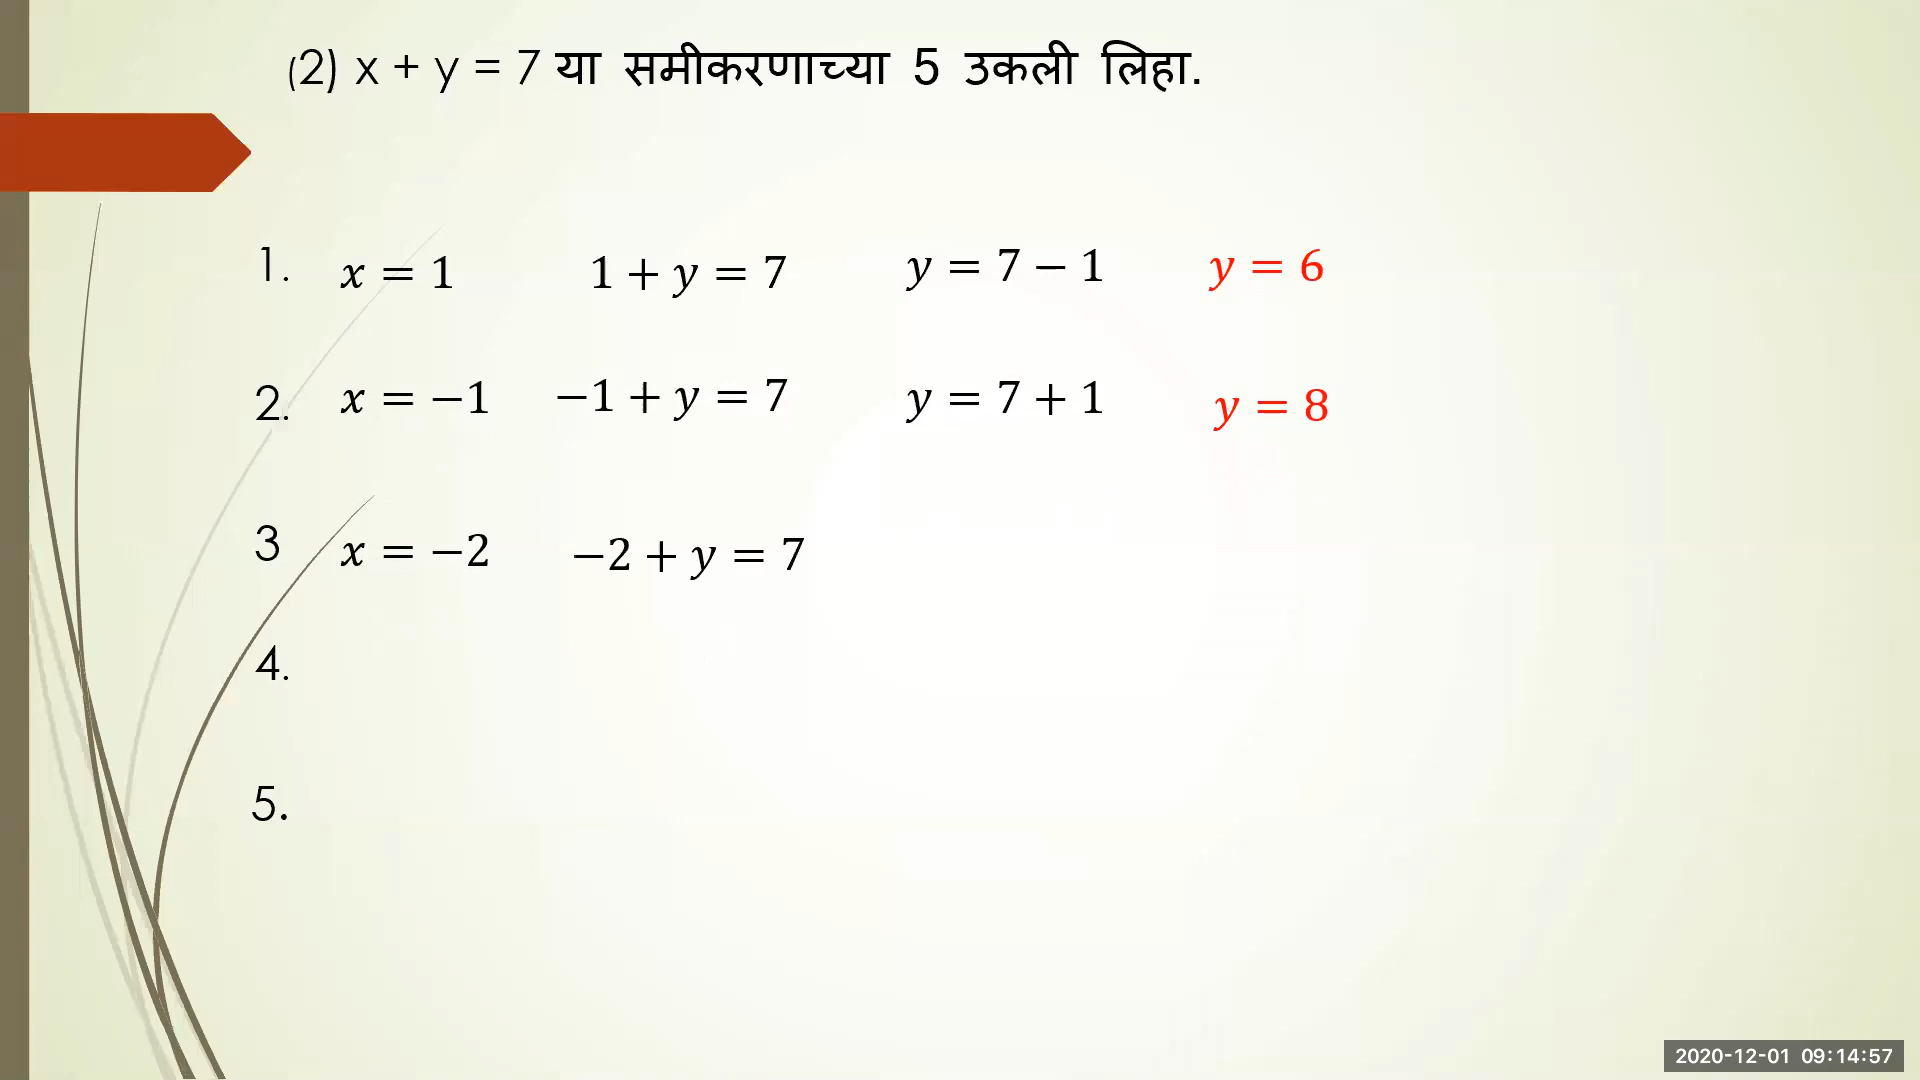 (2) x + y = 7 या समीकरणाच्या 5 उकली लिहा.
1. x = 1 1 + y = 7 y = 7 − 1 y = 6
2. x = −1 −1 + y = 7 y = 7 + 1 y = 8
3 x = −2 −2 + y = 7
4.
5.
2020-12-01 09:14:57